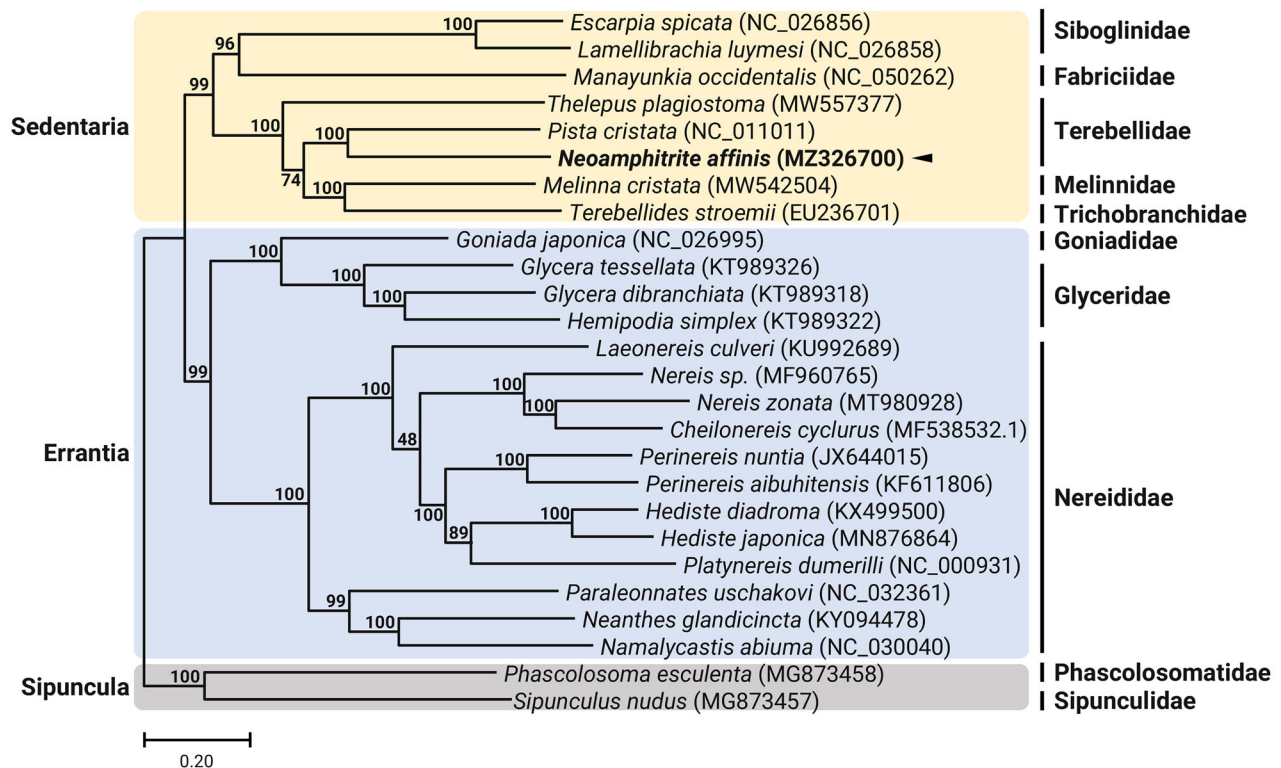 Escarpia spicata (NC_026856)
Lamellibrachia luymesi (NC_026858)
Siboglinidae
Manayunkia occidentalis (NC_050262)
Fabriciidae
Thelepus plagiostoma (MW557377)
Pista cristata (NC_011011)
Neoamphitrite affinis (MZ326700)
Terebellidae
Melinna cristata (MW542504)
Melinnidae
Terebellides stroemii (EU236701)
Trichobranchidae
Sedentaria
100
96
99
100
100
74
100
Goniada japonica (NC_026995)
Goniadidae
Glycera tessellata (KT989326)
Glycera dibranchiata (KT989318)
Hemipodia simplex (KT989322)
Glyceridae
Laeonereis culveri (KU992689)
Nereis sp. (MF960765)
Nereis zonata (MT980928)
Cheilonereis cyclurus (MF538532.1)
Perinereis nuntia (JX644015)
Perinereis aibuhitensis (KF611806)
Hediste diadroma (KX499500)
Hediste japonica (MN876864)
Platynereis dumerilli (NC_000931)
Paraleonnates uschakovi (NC_032361)
Neanthes glandicincta (KY094478)
Namalycastis abiuma (NC_030040)
Nereididae
Errantia
100
100
100
99
100
100
100
100
48
100
100
100
89
99
100
Phascolosoma esculenta (MG873458)
Phascolosomatidae
Sipunculus nudus (MG873457)
Sipunculidae
Sipuncula
100
0.20